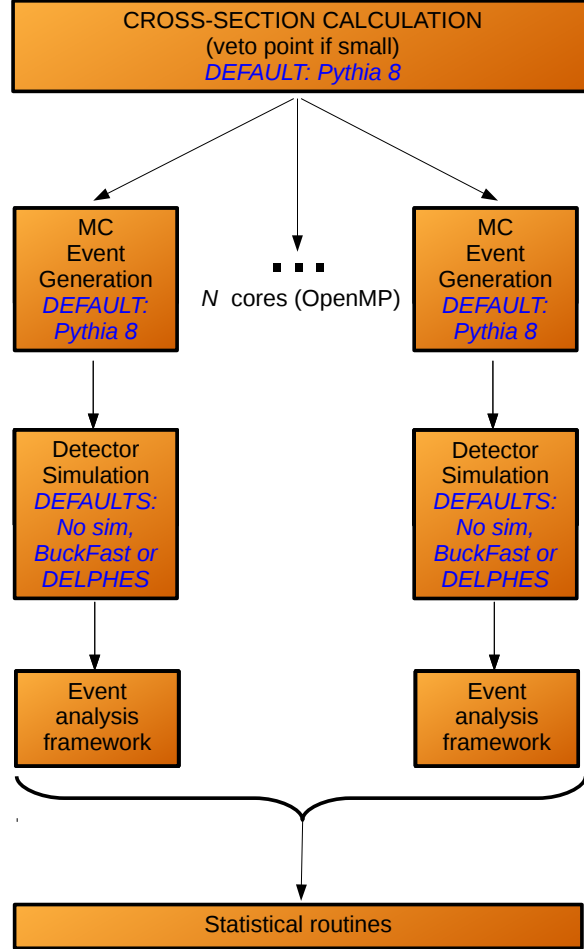 CROSS-SECTION CALCULATION
(veto point if small)
DEFAULT: Pythia 8
MC
Event
Generation
DEFAULT:
Pythia 8
N cores (OpenMP)
MC
Event
Generation
DEFAULT:
Pythia 8
Detector
Simulation
DEFAULTS:
No sim,
BuckFast or
DELPHES
Detector
Simulation
DEFAULTS:
No sim,
BuckFast or
DELPHES
Event
analysis
framework
Event
analysis
framework
Statistical routines